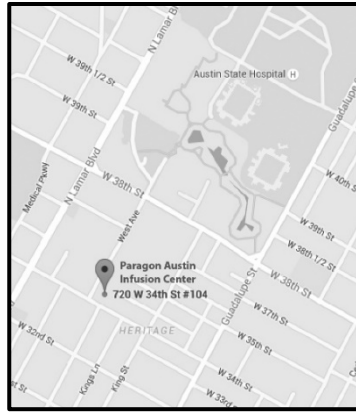 N Lamar Blvd
W 39th 1/2 St
Austin State Hospital H
Guadalupe St
W 39th St
Medical Pkwy
N Lamar Blvd
W 38th St
W 40th St
West Ave
W 39th St
W 38th 1/2 St
Paragon Austin
Infusion Center
720 W 34th St #104
W 38th St
Guadalupe St
W 37th St
HERITAGE
W 32nd St
W 35th St
Kings Ln
King St
W 34th St
W 33rd St